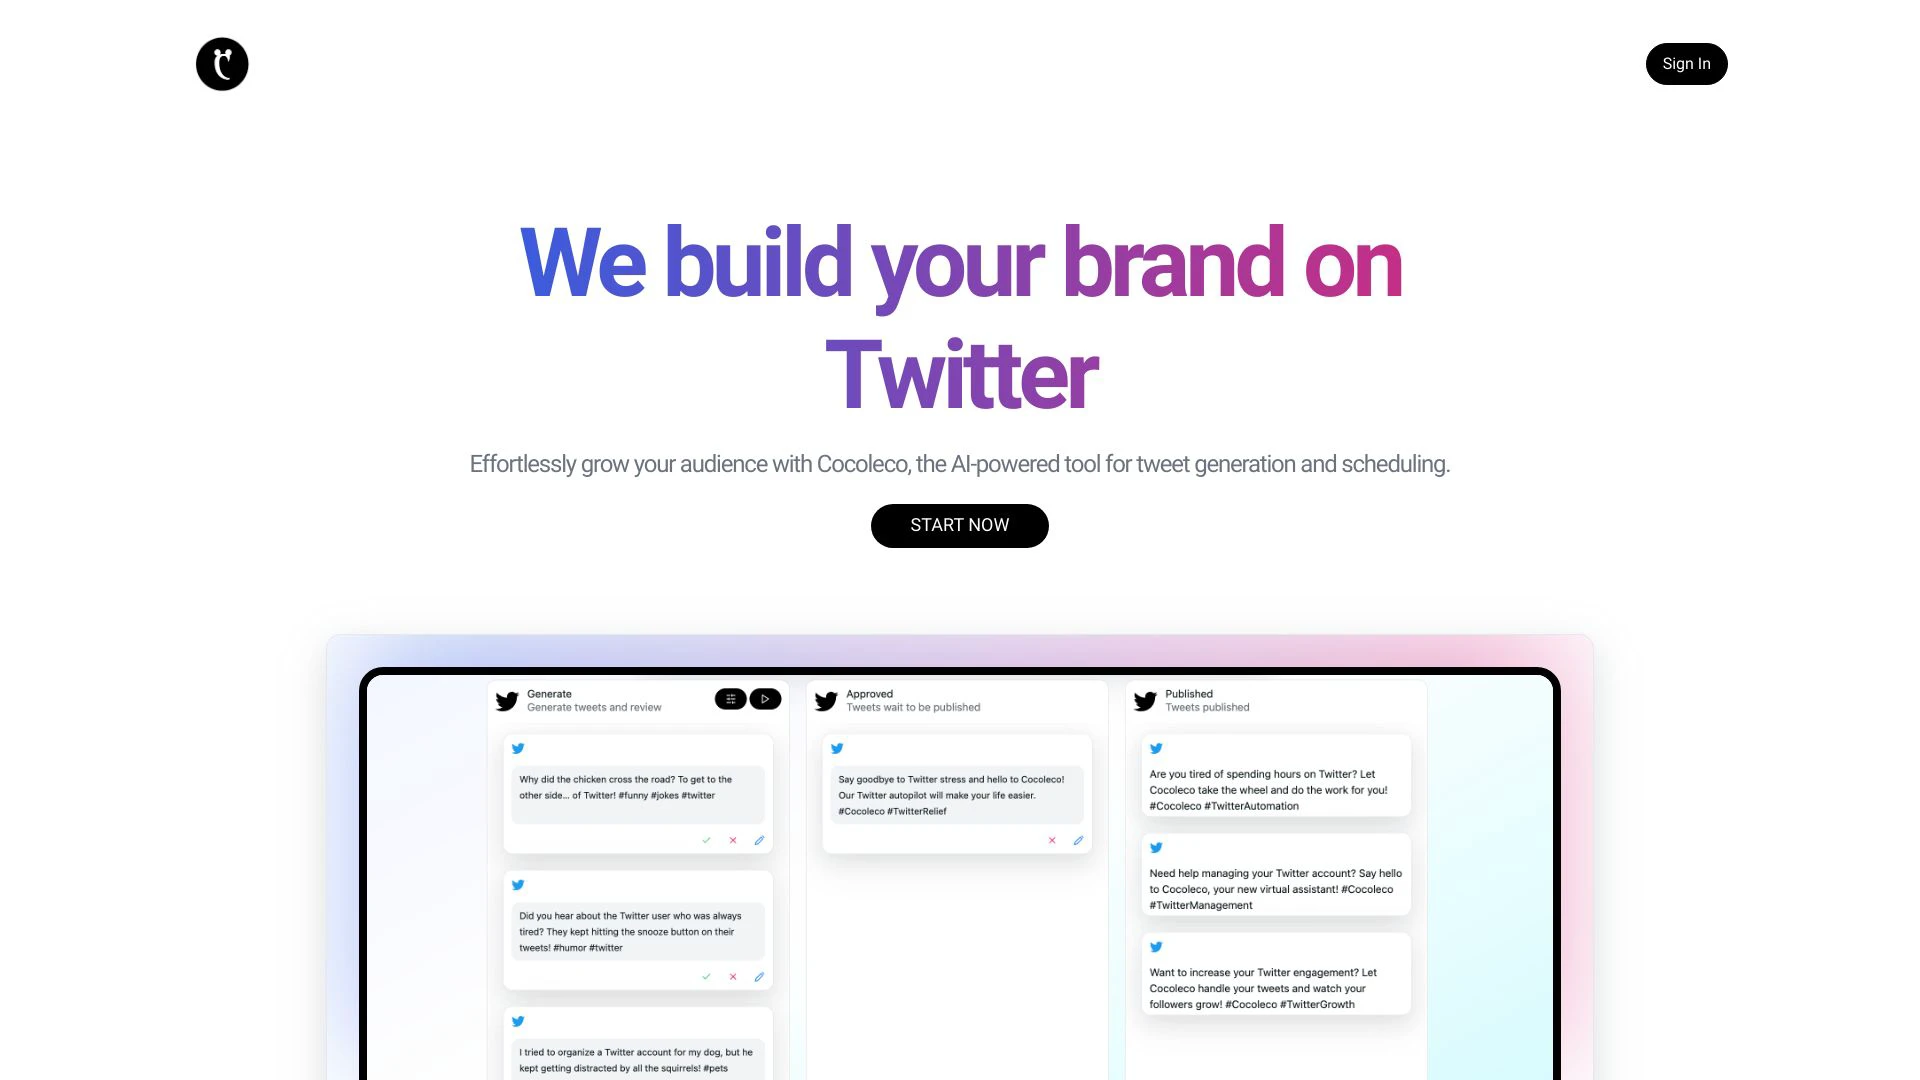 Sign In
We build your brand on
Twitter
Effortlessly grow your audience with Cocoleco, the AI-powered tool for tweet generation and scheduling.
START NOW
Generate
Generate tweets and review
Why did the chicken cross the road? To get to the
other side... of Twitter! #funny #jokes #twitter
Did you hear about the Twitter user who was always
tired? They kept hitting the snooze button on their
tweets! #humor #twitter
I tried to organize a Twitter account for my dog, but he
kept getting distracted by all the squirrels! #pets
Approved
Tweets wait to be published
Say goodbye to Twitter stress and hello to Cocoleco!
Our Twitter autopilot will make your life easier.
#Cocoleco #TwitterRelief
Published
Tweets published
Are you tired of spending hours on Twitter? Let
Cocoleco take the wheel and do the work for you!
#Cocoleco #TwitterAutomation
Need help managing your Twitter account? Say hello
to Cocoleco, your new virtual assistant! #Cocoleco
#TwitterManagement
Want to increase your Twitter engagement? Let
Cocoleco handle your tweets and watch your
followers grow! #Cocoleco #TwitterGrowth